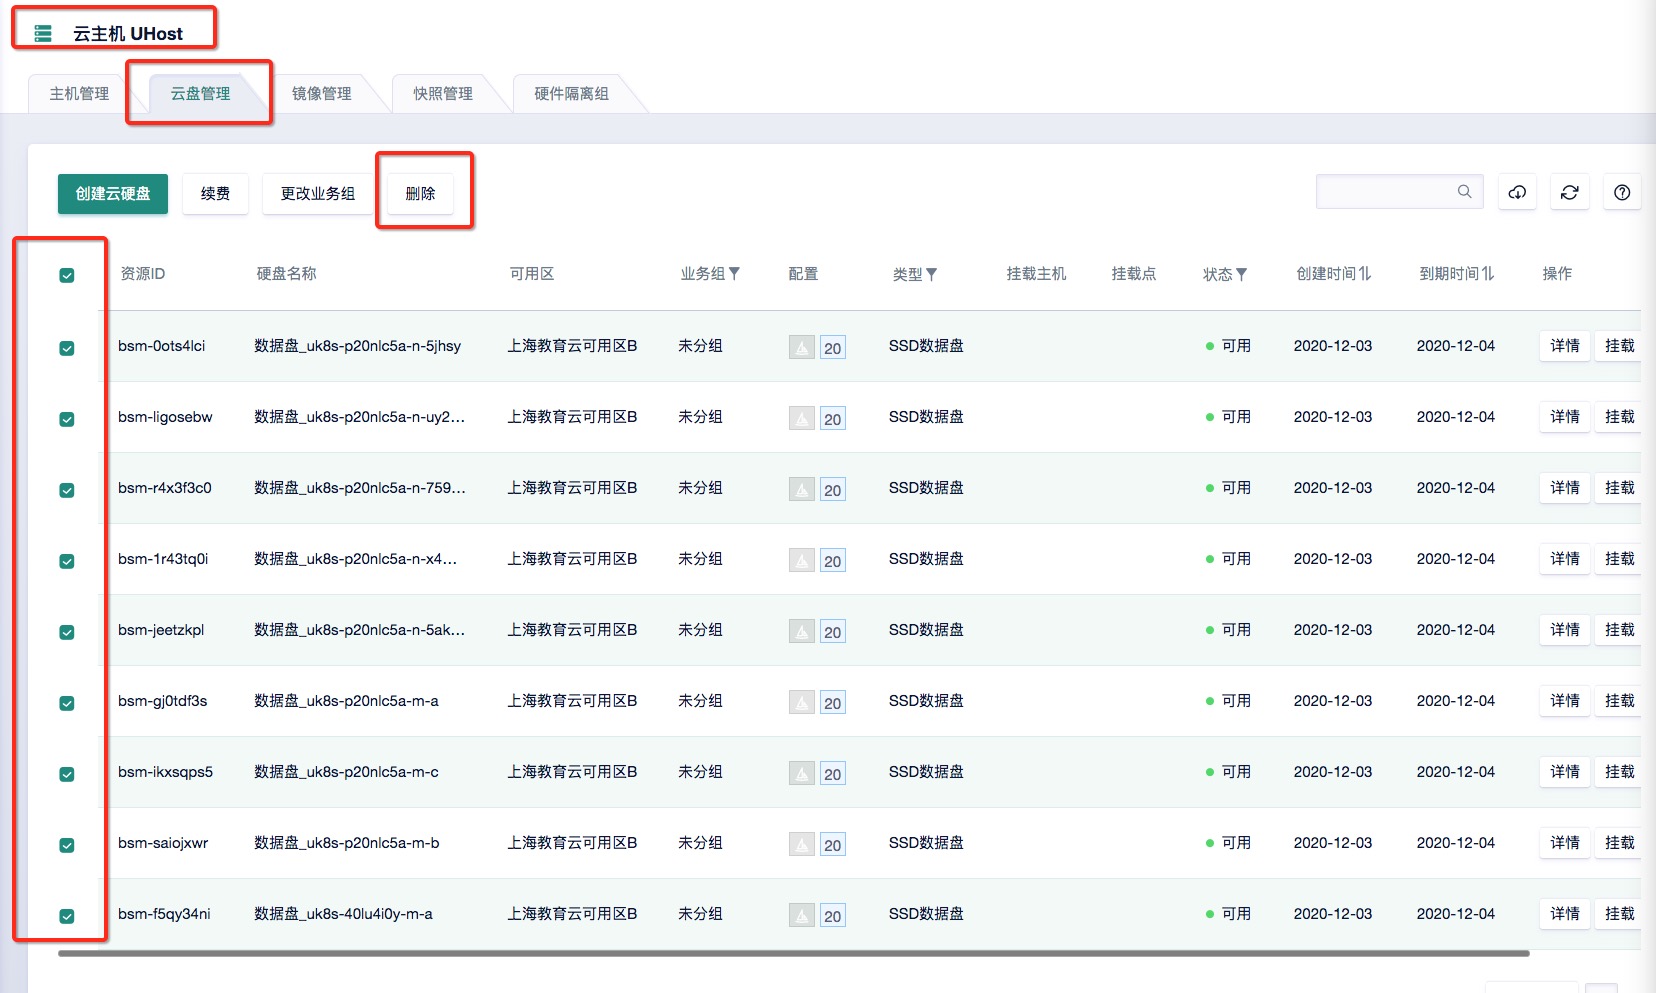 云主机 UHost
主机管理 云盘管理 镜像管理 快照管理 硬件隔离组
创建云硬盘 续费 更改业务组 删除
资源ID 硬盘名称 可用区 业务组 配置 类型 挂载主机 挂载点 状态 创建时间 到期时间 操作
bsm-0ots4lci 数据盘_uk8s-p20nlc5a-n-5jhsy 上海教育云可用区B 未分组 20 SSD数据盘 可用 2020-12-03 2020-12-04 详情 挂载
bsm-ligosebw 数据盘_uk8s-p20nlc5a-n-uy2... 上海教育云可用区B 未分组 20 SSD数据盘 可用 2020-12-03 2020-12-04 详情 挂载
bsm-r4x3f3c0 数据盘_uk8s-p20nlc5a-n-759... 上海教育云可用区B 未分组 20 SSD数据盘 可用 2020-12-03 2020-12-04 详情 挂载
bsm-1r43tq0i 数据盘_uk8s-p20nlc5a-n-x4... 上海教育云可用区B 未分组 20 SSD数据盘 可用 2020-12-03 2020-12-04 详情 挂载
bsm-jeetzkpl 数据盘_uk8s-p20nlc5a-n-5ak... 上海教育云可用区B 未分组 20 SSD数据盘 可用 2020-12-03 2020-12-04 详情 挂载
bsm-gj0tdf3s 数据盘_uk8s-p20nlc5a-m-a 上海教育云可用区B 未分组 20 SSD数据盘 可用 2020-12-03 2020-12-04 详情 挂载
bsm-ikxsqps5 数据盘_uk8s-p20nlc5a-m-c 上海教育云可用区B 未分组 20 SSD数据盘 可用 2020-12-03 2020-12-04 详情 挂载
bsm-saiojxwr 数据盘_uk8s-p20nlc5a-m-b 上海教育云可用区B 未分组 20 SSD数据盘 可用 2020-12-03 2020-12-04 详情 挂载
bsm-f5qy34ni 数据盘_uk8s-40lu4i0y-m-a 上海教育云可用区B 未分组 20 SSD数据盘 可用 2020-12-03 2020-12-04 详情 挂载